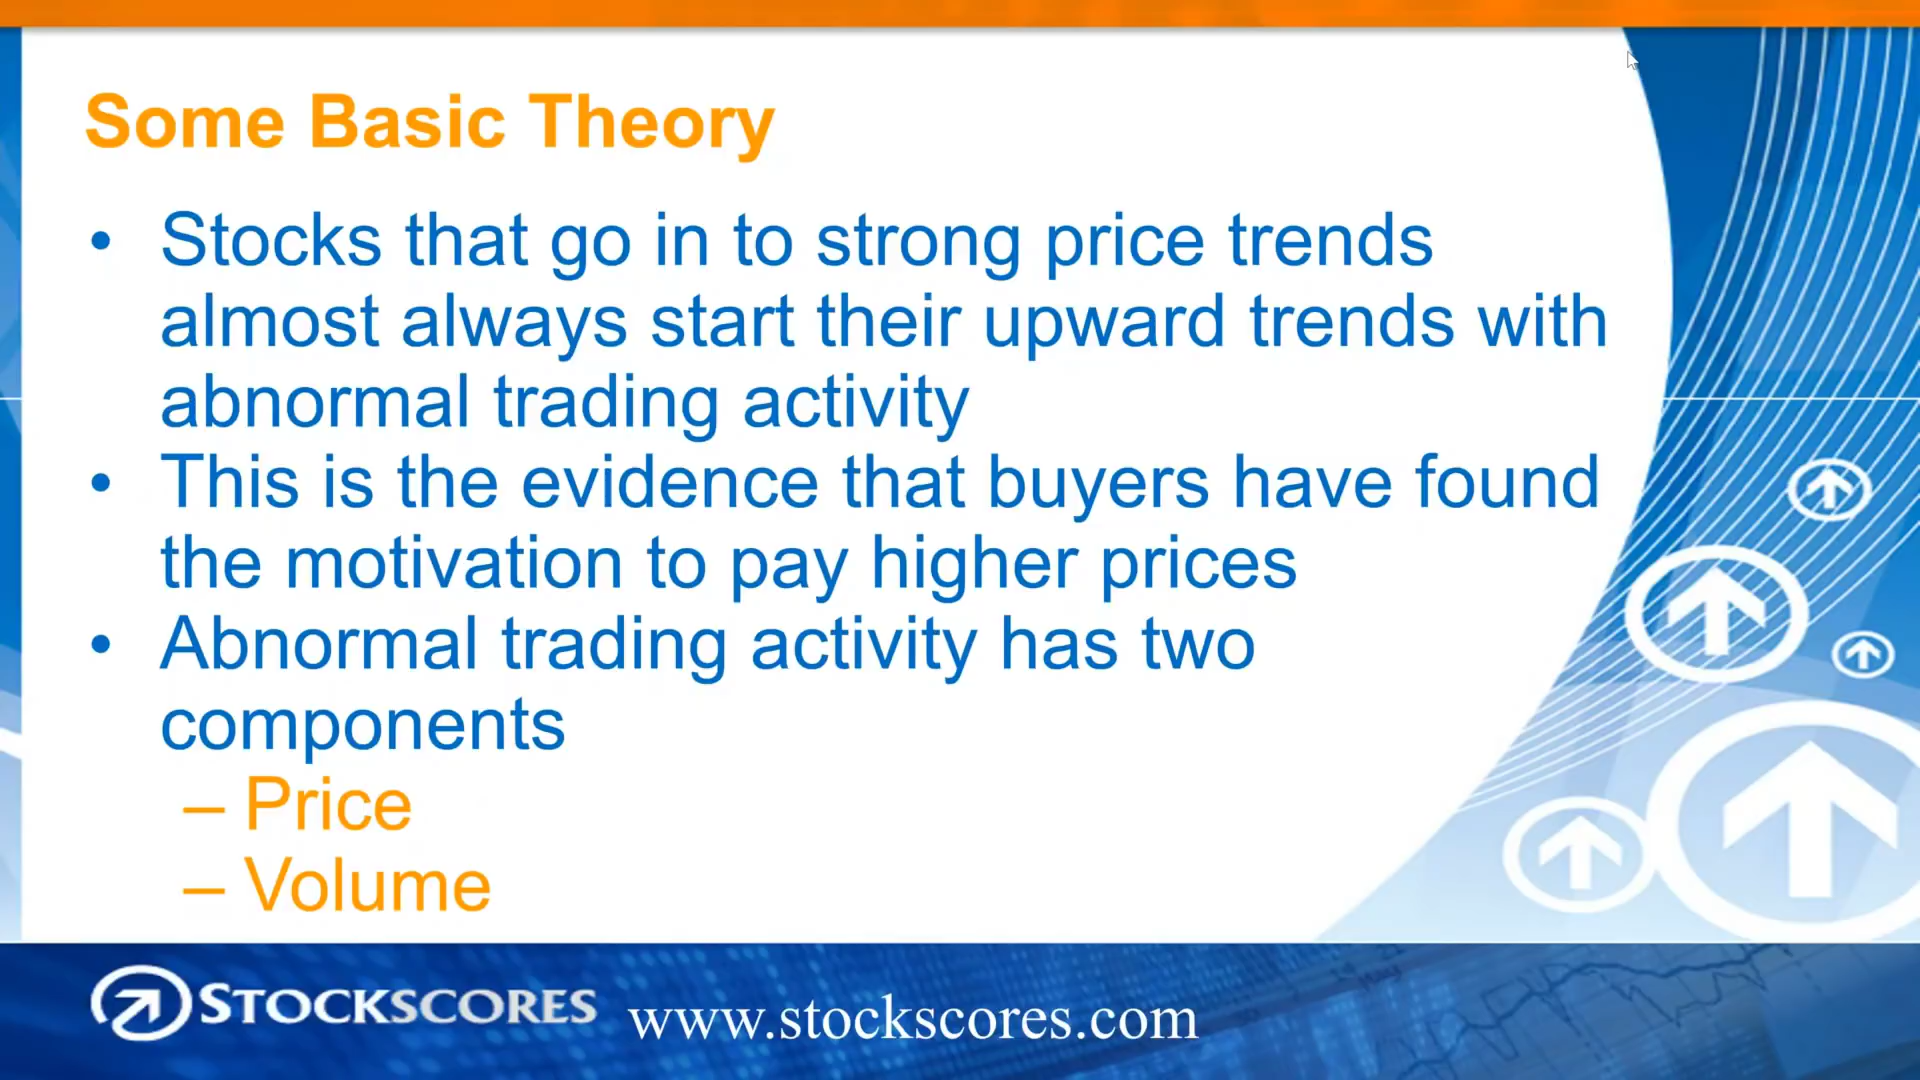 Some Basic Theory
• Stocks that go in to strong price trends
almost always start their upward trends with
abnormal trading activity
• This is the evidence that buyers have found
the motivation to pay higher prices
• Abnormal trading activity has two
components
– Price
– Volume
STOCKSCORES www.stockscores.com